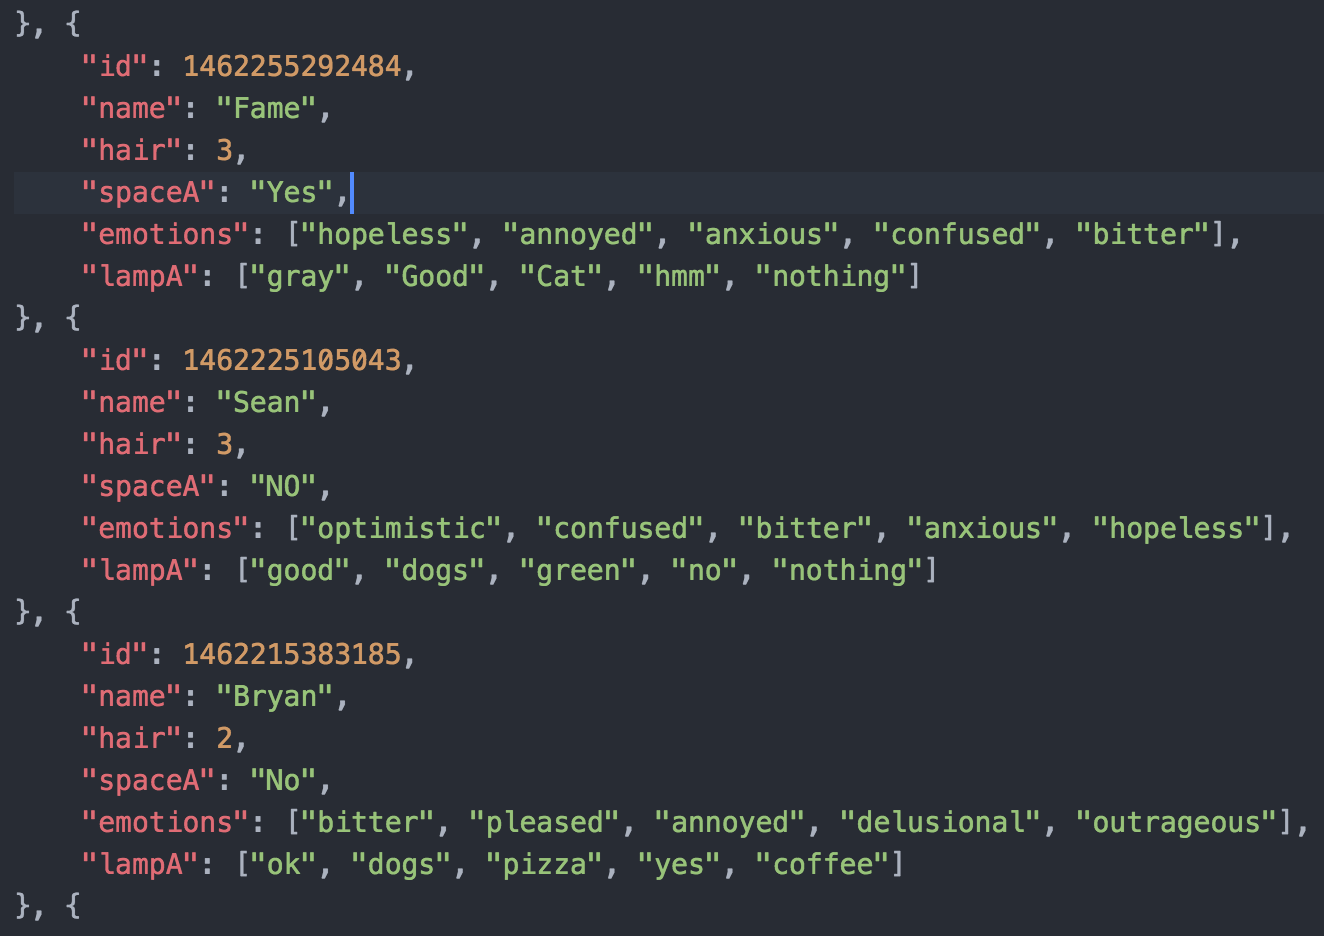 }, {
    "id": 1462255292484,
    "name": "Fame",
    "hair": 3,
    "spaceA": "Yes",
    "emotions": ["hopeless", "annoyed", "anxious", "confused", "bitter"],
    "lampA": ["gray", "Good", "Cat", "hmm", "nothing"]
}, {
    "id": 1462225105043,
    "name": "Sean",
    "hair": 3,
    "spaceA": "NO",
    "emotions": ["optimistic", "confused", "bitter", "anxious", "hopeless"],
    "lampA": ["good", "dogs", "green", "no", "nothing"]
}, {
    "id": 1462215383185,
    "name": "Bryan",
    "hair": 2,
    "spaceA": "No",
    "emotions": ["bitter", "pleased", "annoyed", "delusional", "outrageous"],
    "lampA": ["ok", "dogs", "pizza", "yes", "coffee"]
}, {